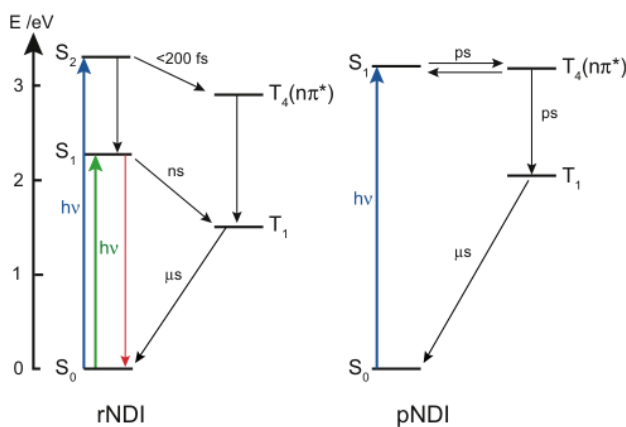 E /eV
3
2
1
0
S₂
<200 fs
T₄(nπ*)
S₁
ns
hν
hν
T₁
μs
S₀
rNDI
S₁
ps
T₄(nπ*)
ps
T₁
hν
μs
S₀
pNDI